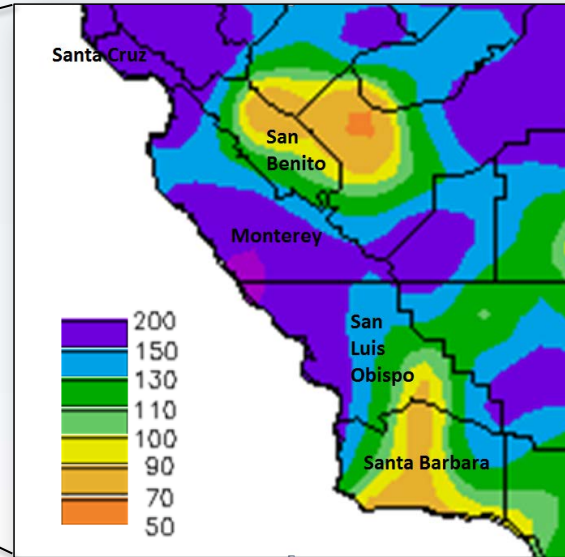 Santa Cruz
San
Benito
Monterey
San
Luis
Obispo
Santa Barbara
200
150
130
110
100
90
70
50